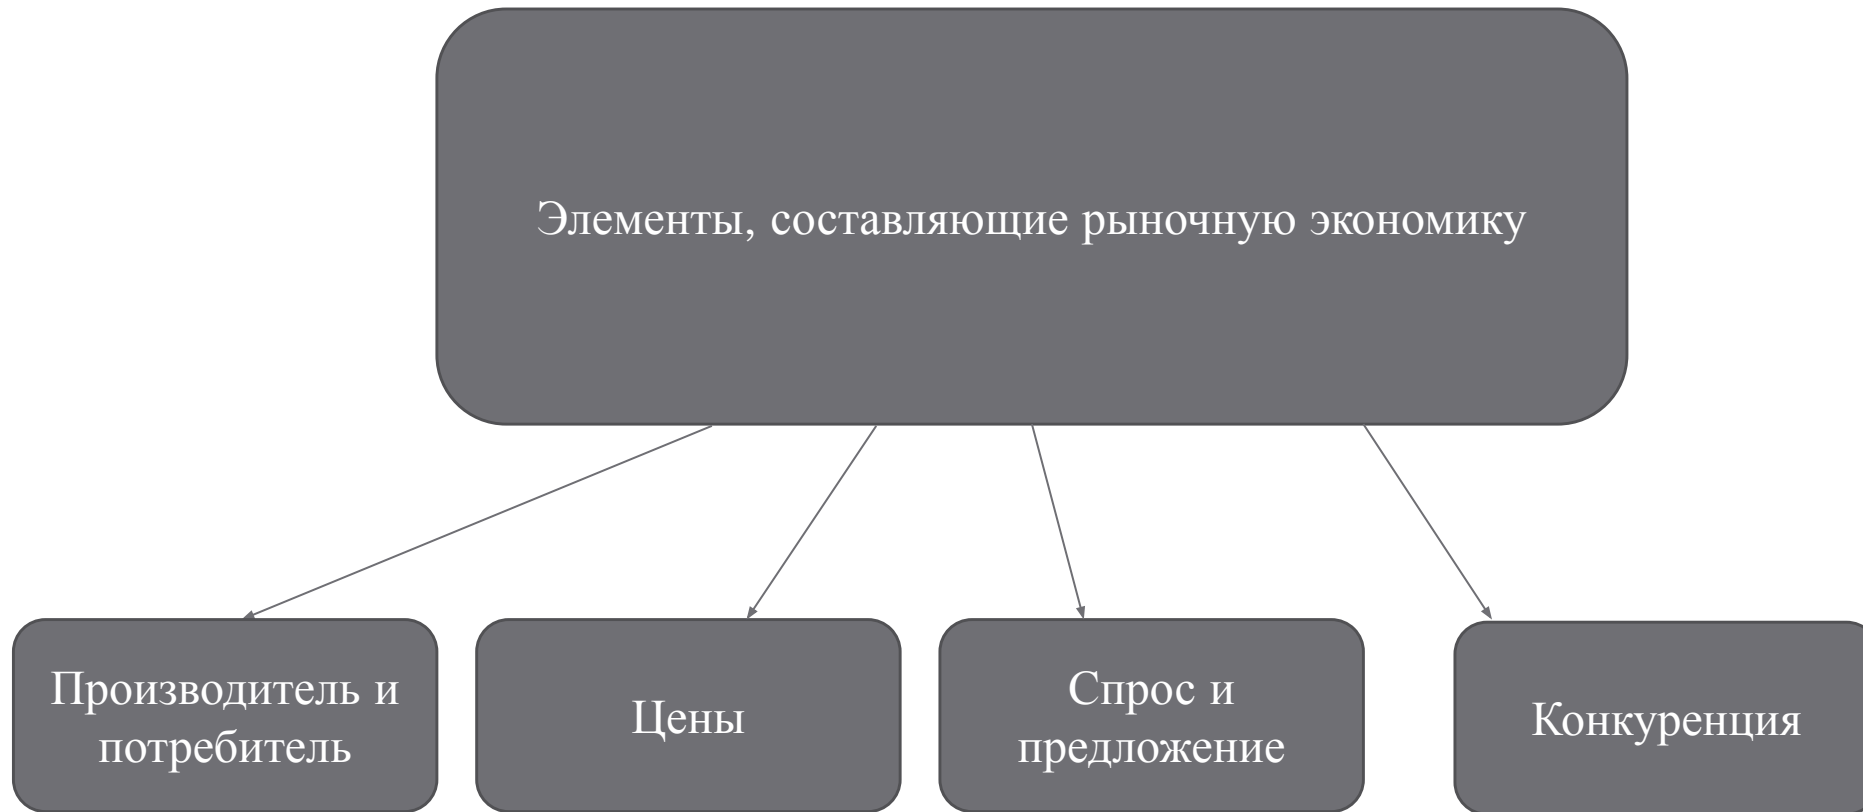 Элементы, составляющие рыночную экономику
Производитель и
потребитель
Цены
Спрос и
предложение
Конкуренция